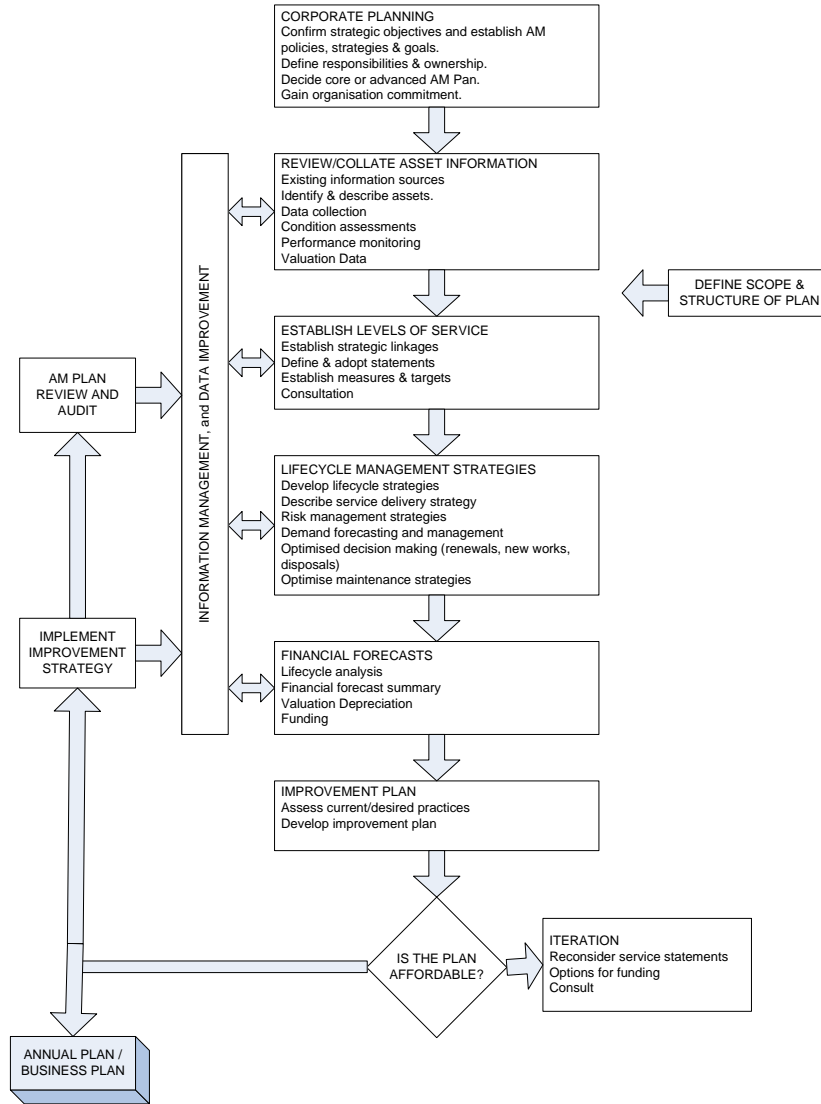 CORPORATE PLANNING
Confirm strategic objectives and establish AM
policies, strategies & goals.
Define responsibilities & ownership.
Decide core or advanced AM Pan.
Gain organisation commitment.
REVIEW/COLLATE ASSET INFORMATION
Existing information sources
Identify & describe assets.
Data collection
Condition assessments
Performance monitoring
Valuation Data
INFORMATION MANAGEMENT, and DATA IMPROVEMENT
DEFINE SCOPE &
STRUCTURE OF PLAN
ESTABLISH LEVELS OF SERVICE
Establish strategic linkages
Define & adopt statements
Establish measures & targets
Consultation
AM PLAN
REVIEW AND
AUDIT
LIFECYCLE MANAGEMENT STRATEGIES
Develop lifecycle strategies
Describe service delivery strategy
Risk management strategies
Demand forecasting and management
Optimised decision making (renewals, new works,
disposals)
Optimise maintenance strategies
IMPLEMENT
IMPROVEMENT
STRATEGY
FINANCIAL FORECASTS
Lifecycle analysis
Financial forecast summary
Valuation Depreciation
Funding
IMPROVEMENT PLAN
Assess current/desired practices
Develop improvement plan
IS THE PLAN
AFFORDABLE?
ITERATION
Reconsider service statements
Options for funding
Consult
ANNUAL PLAN /
BUSINESS PLAN